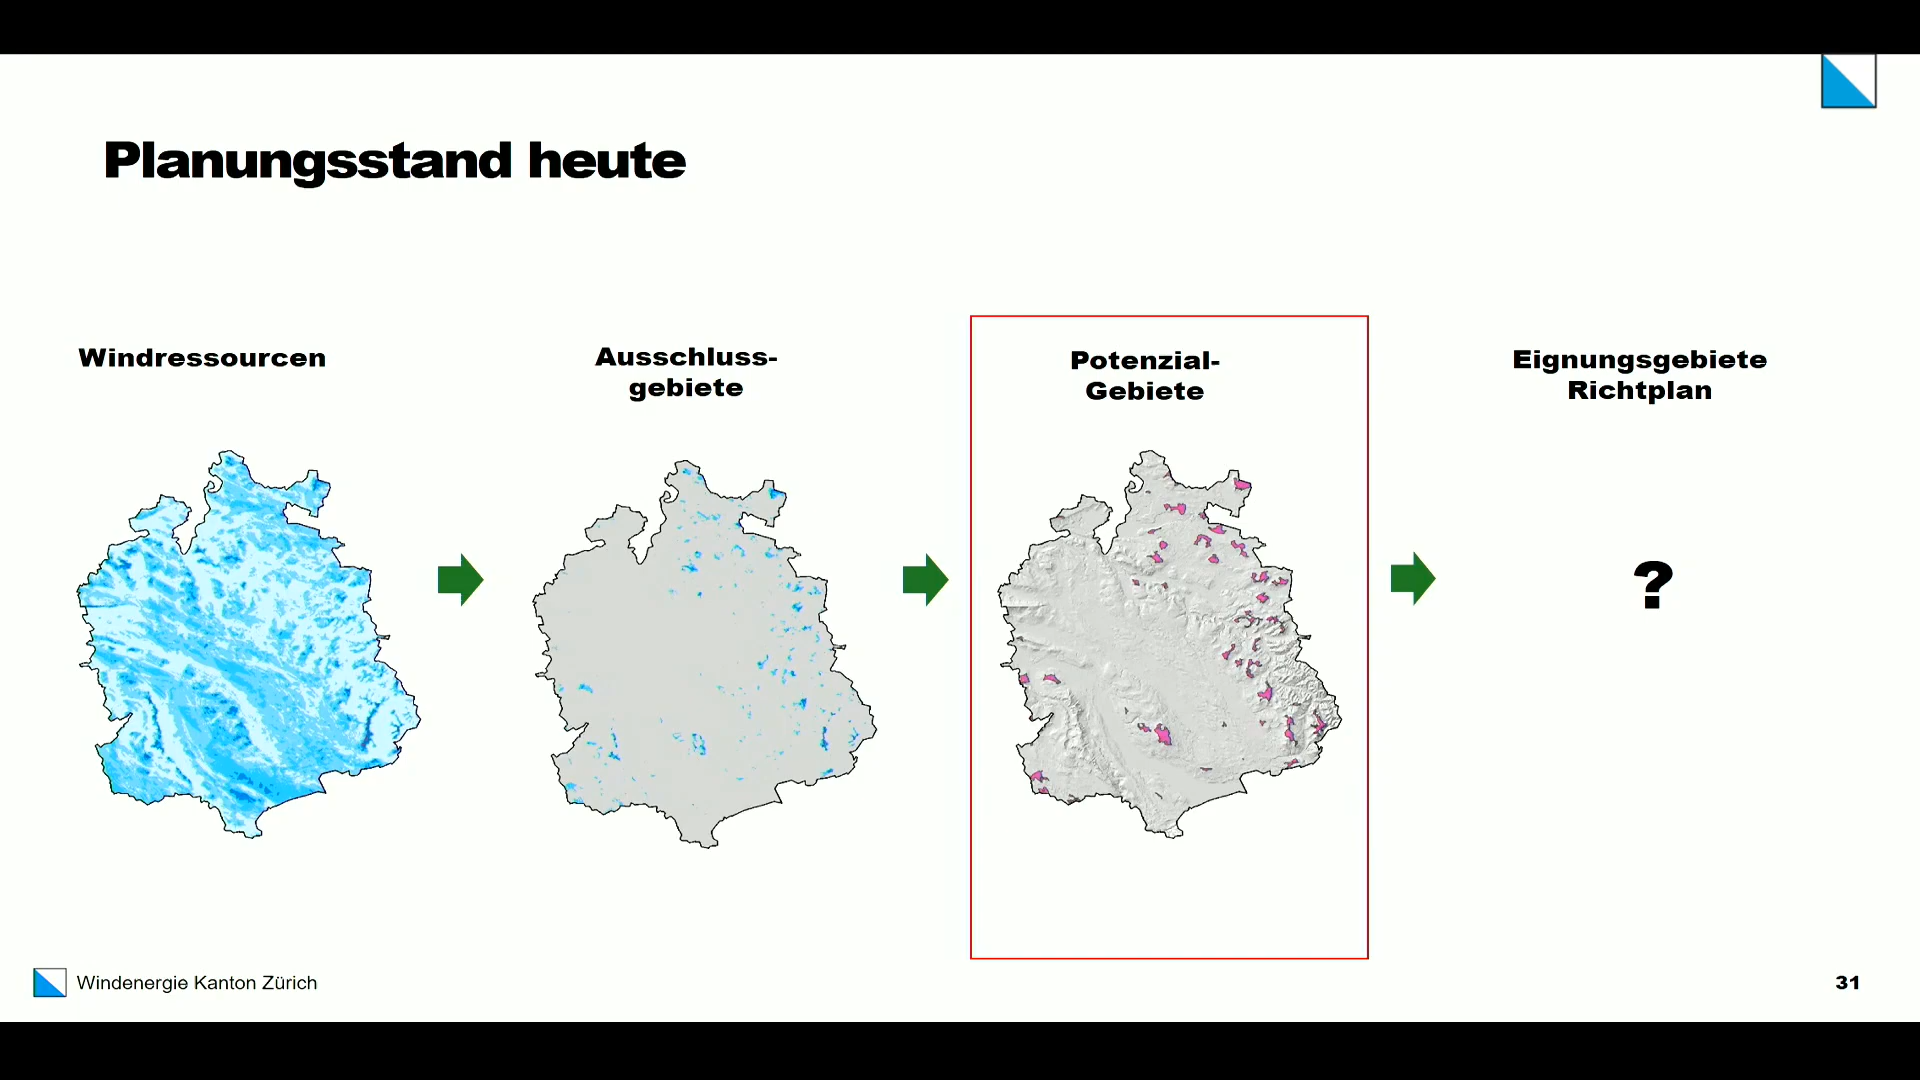 Planungsstand heute
Windressourcen
Ausschluss-
gebiete
Potenzial-
Gebiete
Eignungsgebiete
Richtplan
?
Windenergie Kanton Zürich
31